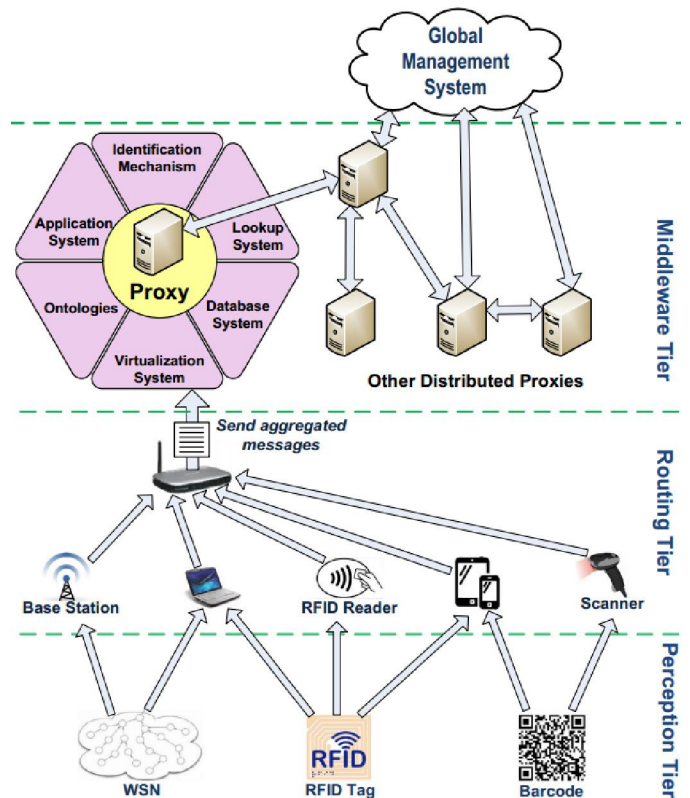 Global
Management
System
Identification
Mechanism
Application
System
Lookup
System
Proxy
Ontologies
Database
System
Virtualization
System
Other Distributed Proxies
Middleware Tier
Send aggregated
messages
Routing Tier
Base Station
RFID Reader
Scanner
Perception Tier
RFID
WSN
RFID Tag
Barcode